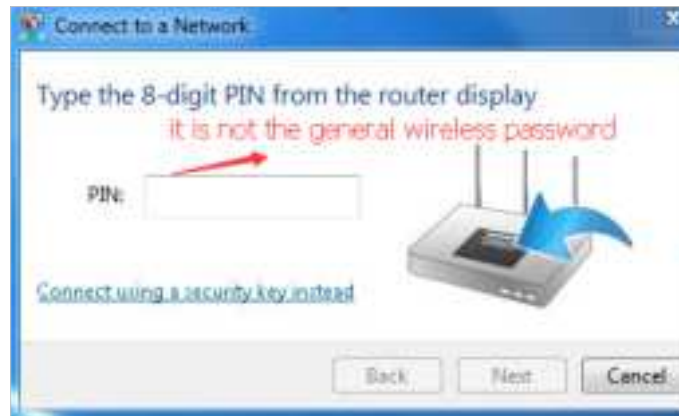 Connect to a Network
Type the 8-digit PIN from the router display
it is not the general wireless password
PIN:
Connect using a security key instead
Back
Next
Cancel